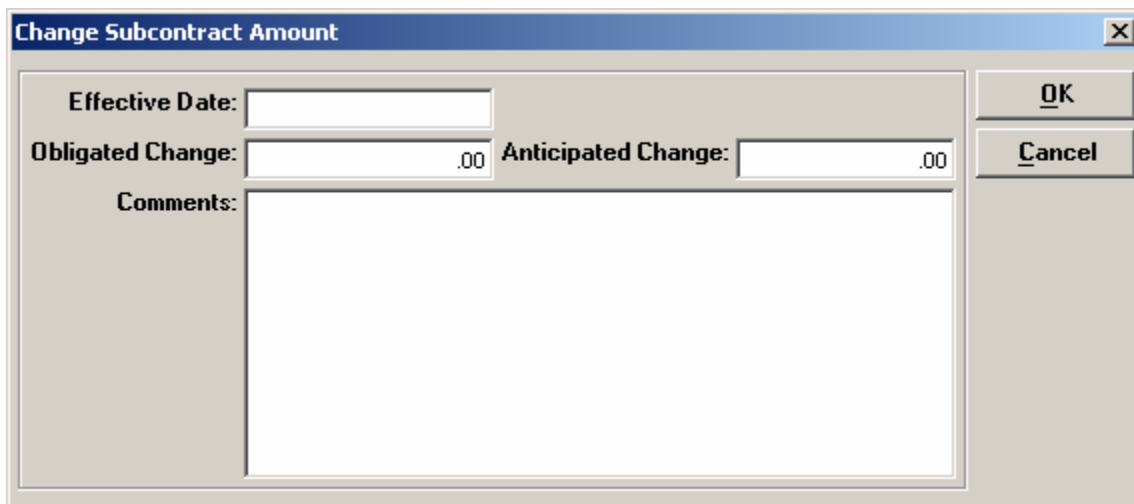 Change Subcontract Amount
Effective Date:
OK
Obligated Change: .00 Anticipated Change: .00
Cancel
Comments: